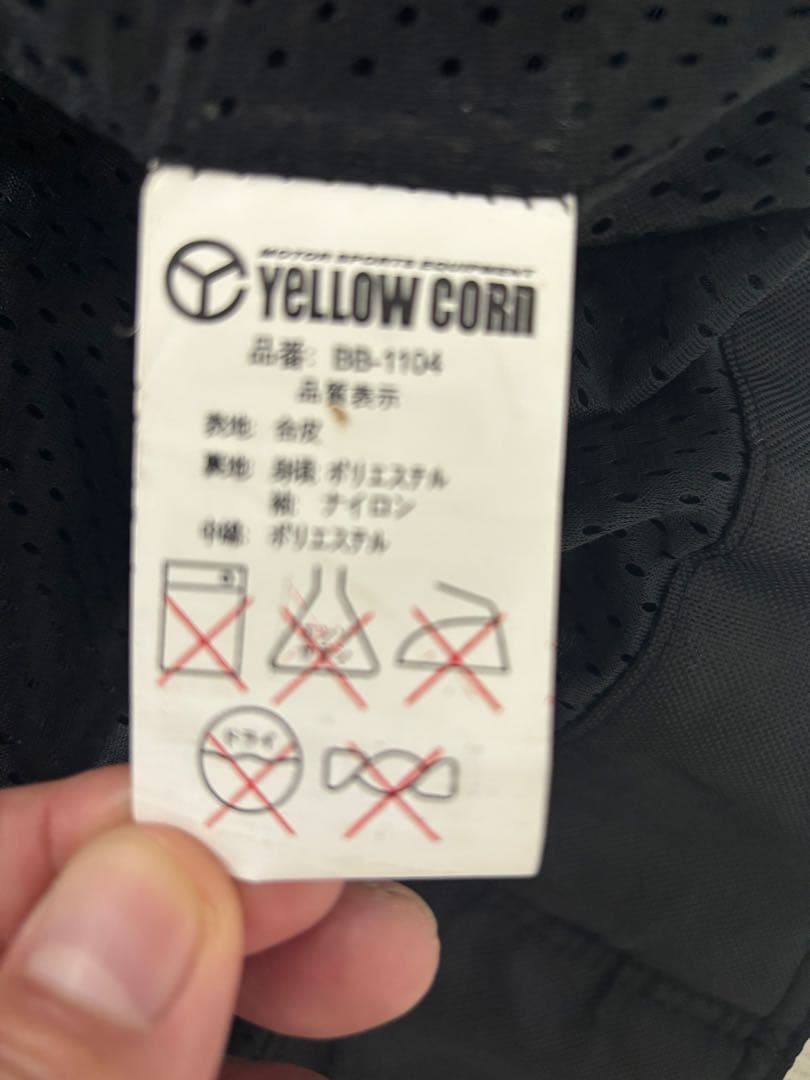 MOTOR SPORTS EQUIPMENT
YELLOW CORN
品番: BB-1104
品質表示
表地: 合皮
裏地: 身頃 ポリエステル
袖: ナイロン
中綿: ポリエステル
ドライ